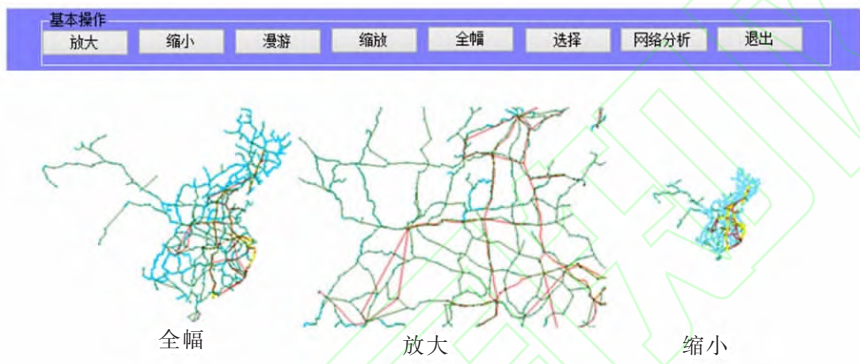 基本操作
放大 缩小 漫游 缩放 全幅 选择 网络分析 退出
全幅 放大 缩小